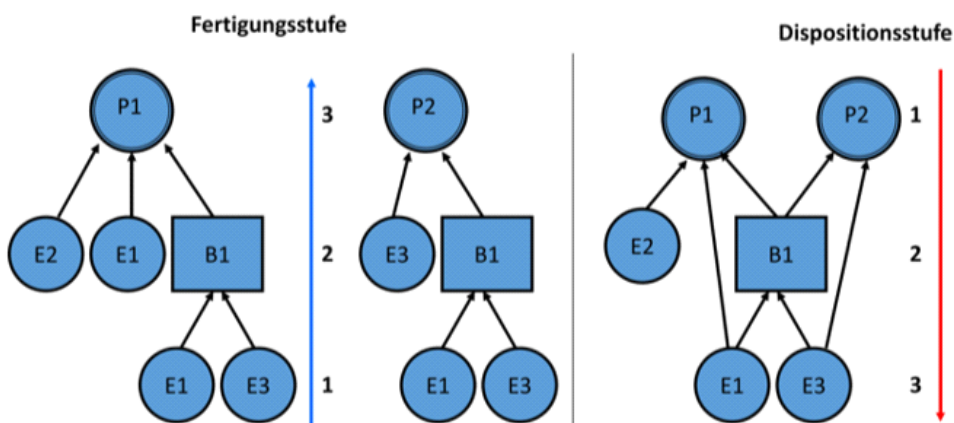 Fertigungsstufe
Dispositionsstufe
P1
3
P2
P1
P2
1
E2
E1
B1
2
E3
B1
E2
B1
2
E1
E3
1
E1
E3
E1
E3
3